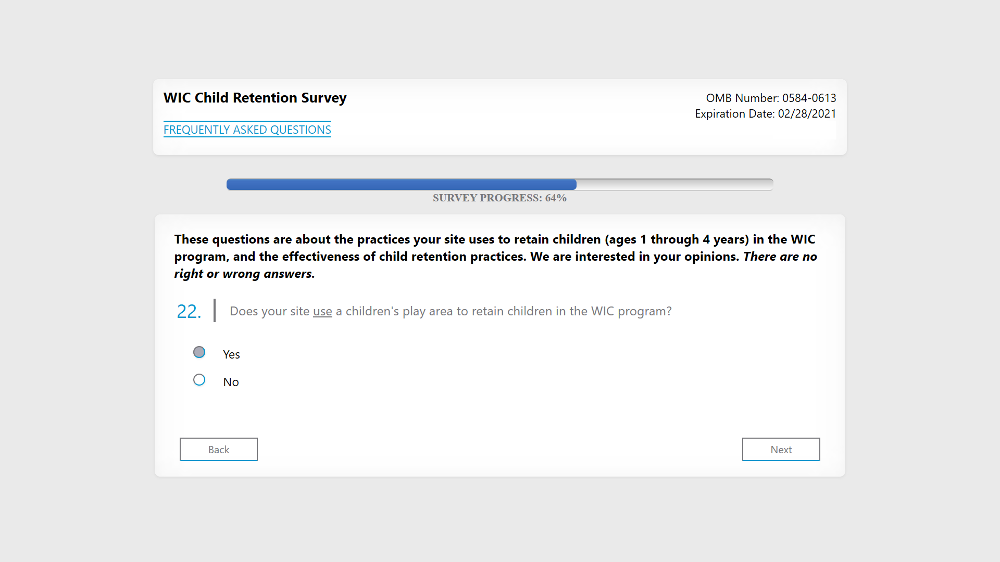 WIC Child Retention Survey
OMB Number: 0584-0613
Expiration Date: 02/28/2021
FREQUENTLY ASKED QUESTIONS
SURVEY PROGRESS: 64%
These questions are about the practices your site uses to retain children (ages 1 through 4 years) in the WIC
program, and the effectiveness of child retention practices. We are interested in your opinions. There are no
right or wrong answers.
22. Does your site use a children's play area to retain children in the WIC program?
Yes
No
Back
Next